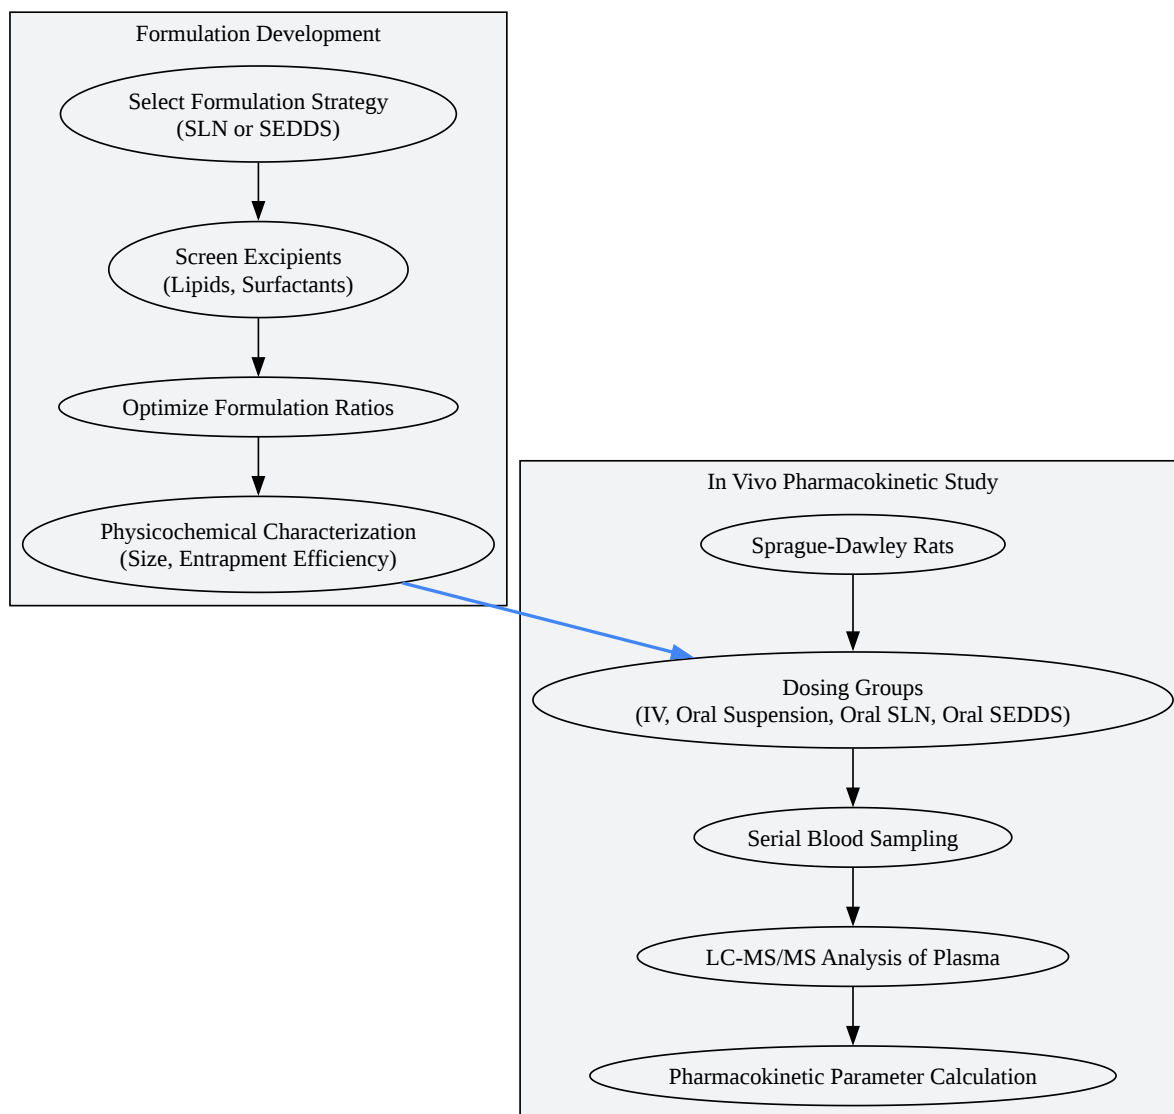 Formulation Development
Select Formulation Strategy
(SLN or SEDDS)
Screen Excipients
(Lipids, Surfactants)
Optimize Formulation Ratios
Physicochemical Characterization
(Size, Entrapment Efficiency)
In Vivo Pharmacokinetic Study
Sprague-Dawley Rats
Dosing Groups
(IV, Oral Suspension, Oral SLN, Oral SEDDS)
Serial Blood Sampling
LC-MS/MS Analysis of Plasma
Pharmacokinetic Parameter Calculation